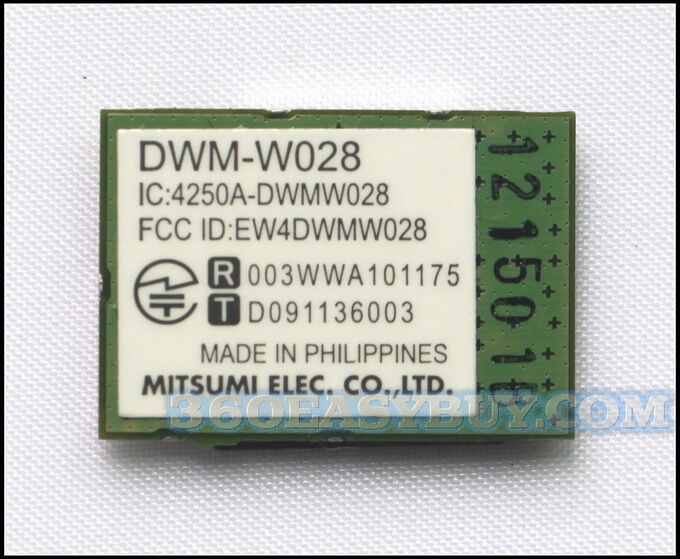 DWM-W028
IC:4250A-DWMW028
FCC ID:EW4DWMW028
R 003WWA101175
T D091136003
MADE IN PHILIPPINES
MITSUMI ELEC. CO.,LTD.
360EASYBUY.COM